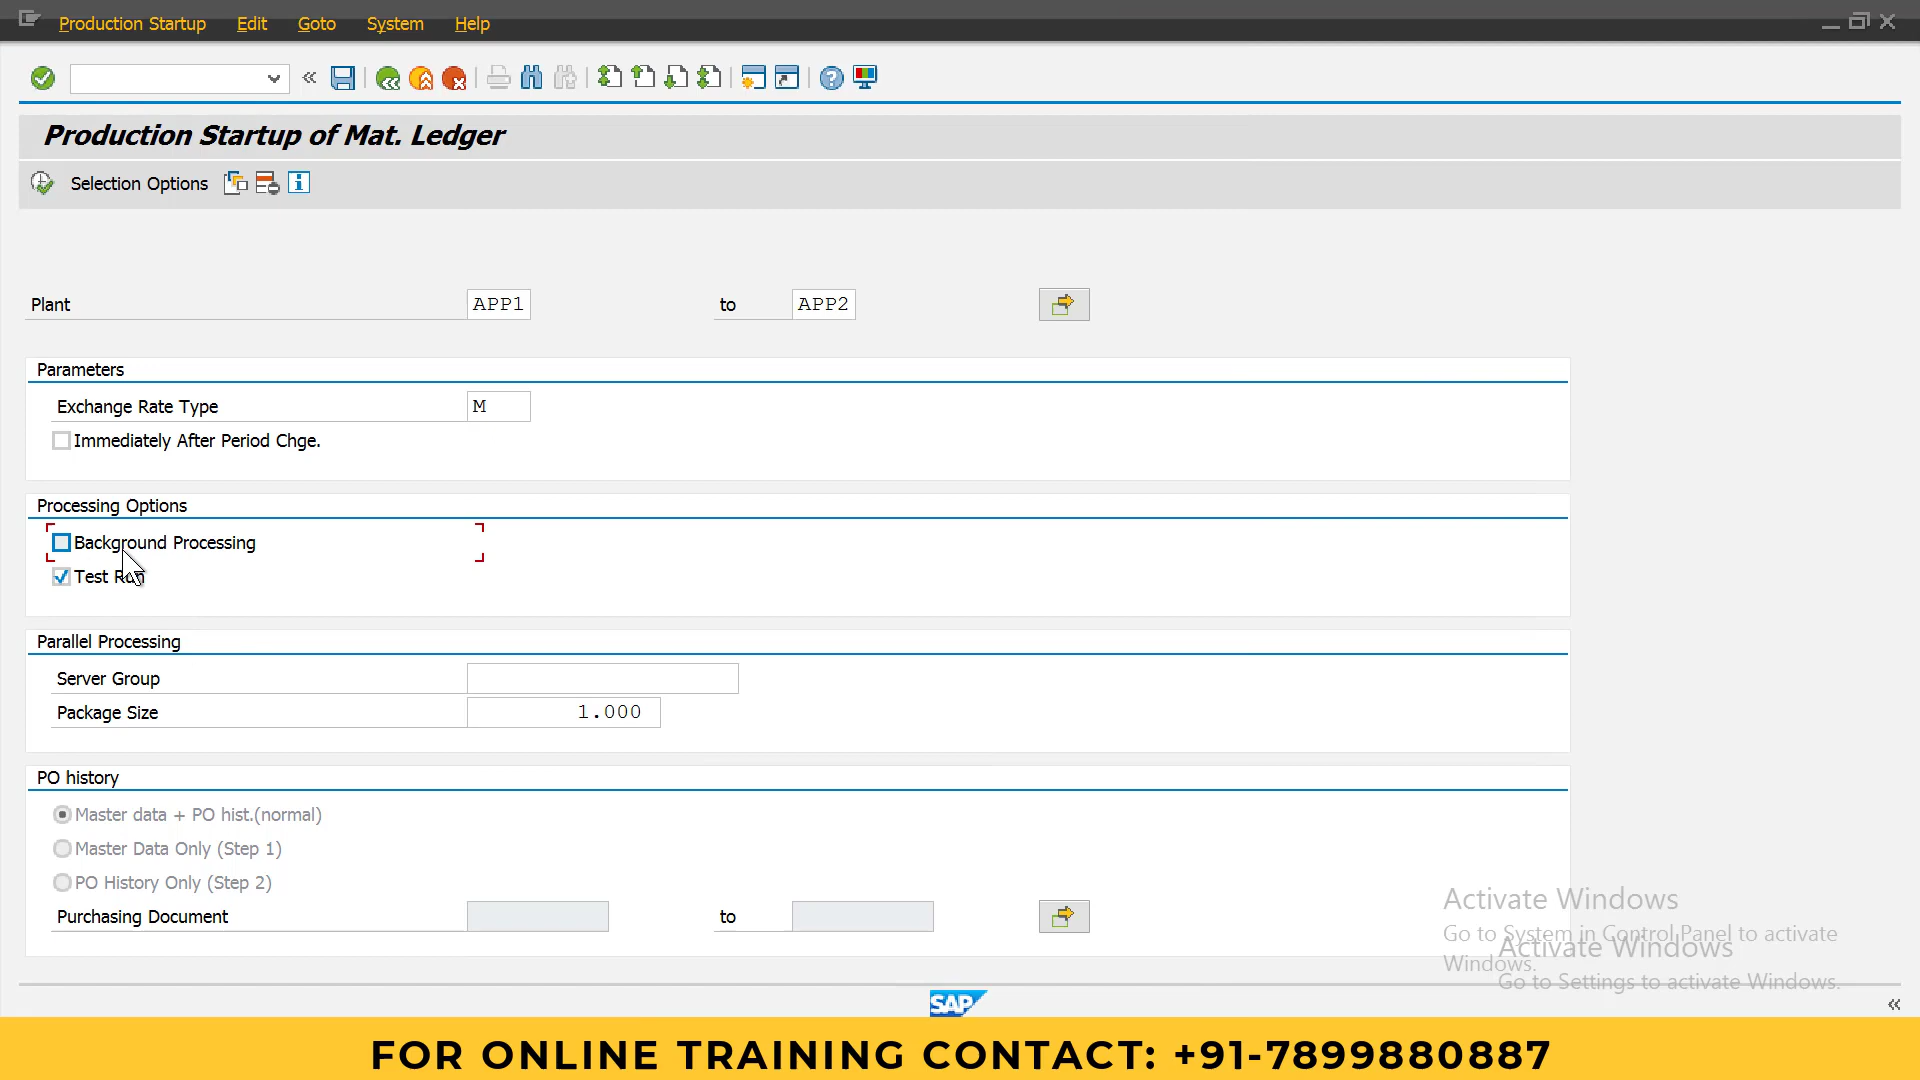 Production Startup Edit Goto System Help
Production Startup of Mat. Ledger
Selection Options
Plant APP1 to APP2
Parameters
Exchange Rate Type M
Immediately After Period Chge.
Processing Options
Background Processing
Test Run
Parallel Processing
Server Group
Package Size 1.000
PO history
Master data + PO hist.(normal)
Master Data Only (Step 1)
PO History Only (Step 2)
Purchasing Document to
Activate Windows
Go to System in Control Panel to activate
Windows.
Activate Windows
Go to Settings to activate Windows.
SAP
FOR ONLINE TRAINING CONTACT: +91-7899880887